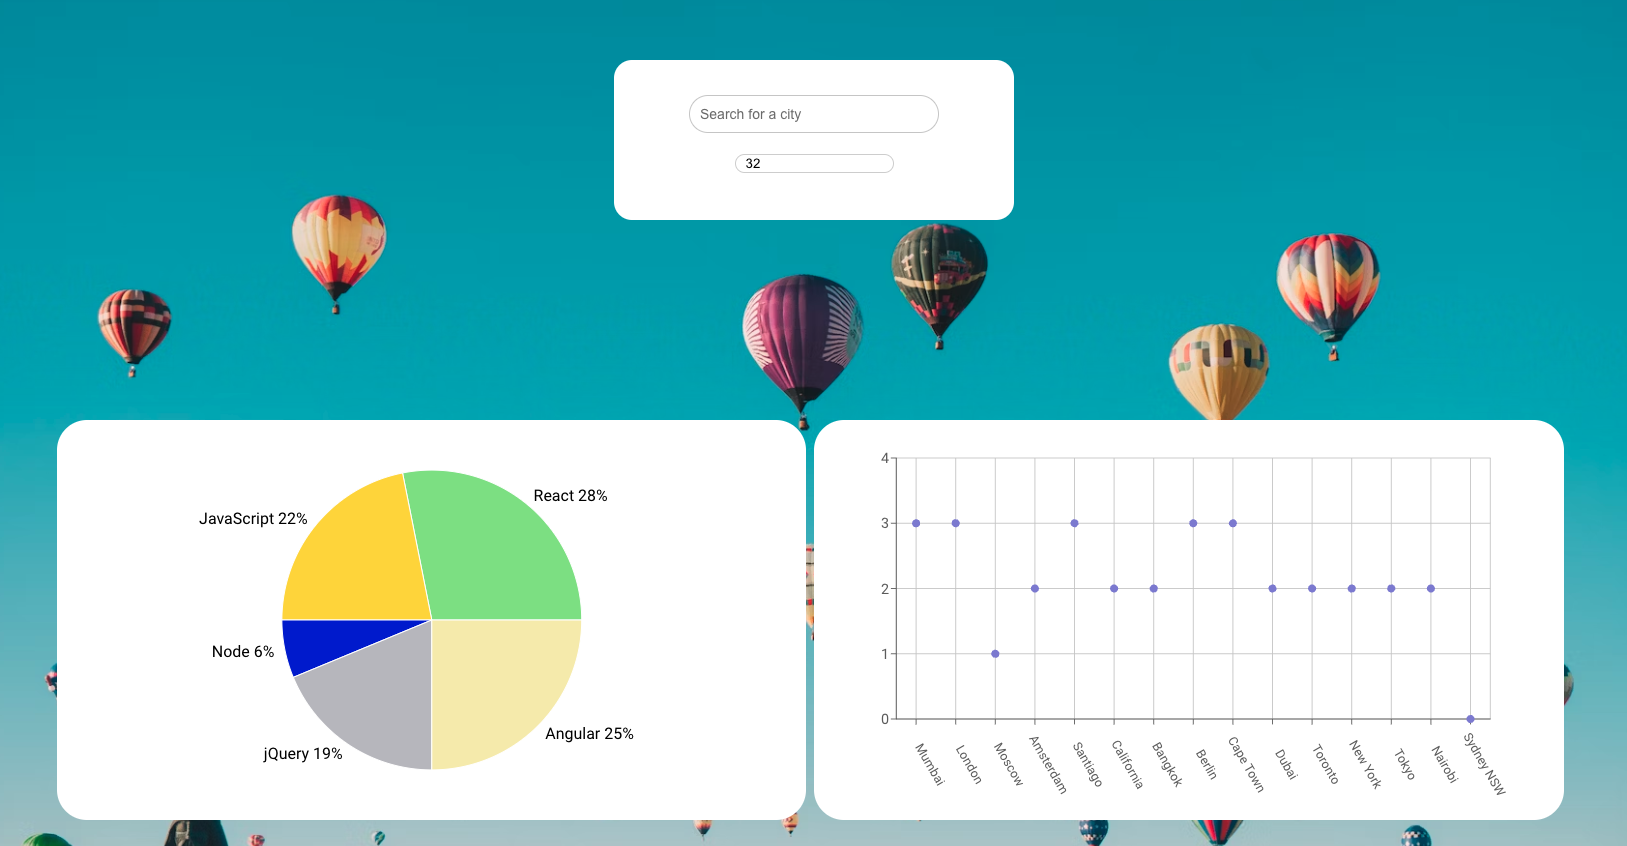 Search for a city
32
React 28%
JavaScript 22%
Node 6%
jQuery 19%
Angular 25%
4
3
2
1
0
Mumbai
London
Moscow
Amsterdam
Santiago
California
Bangkok
Berlin
Cape Town
Dubai
Toronto
New York
Tokyo
Nairobi
Sydney NSW